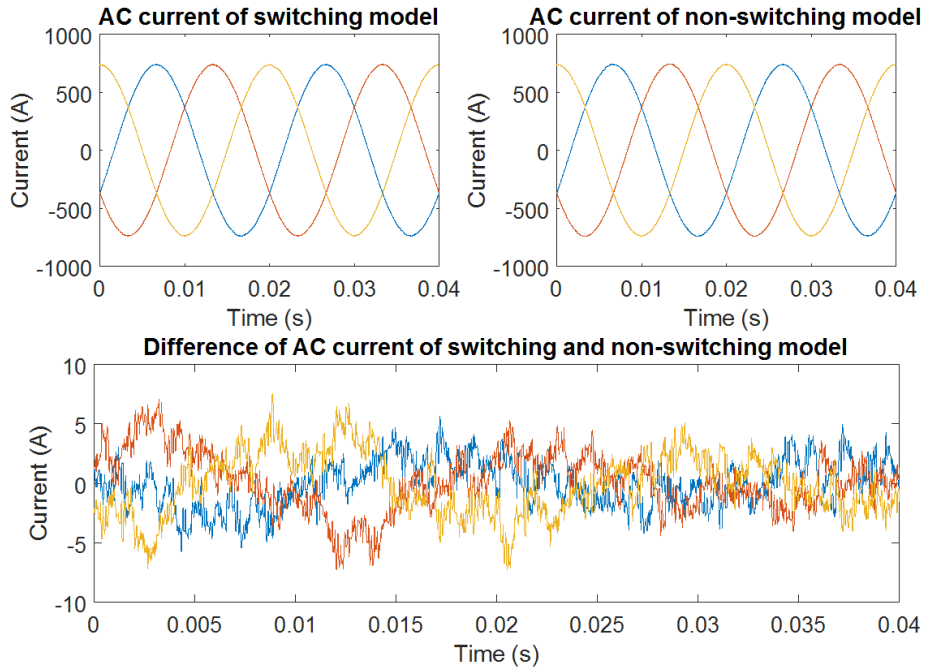 AC current of switching model
1000
500
0
-500
-1000
Current (A)
0 0.01 0.02 0.03 0.04
Time (s)
AC current of non-switching model
1000
500
0
-500
-1000
Current (A)
0 0.01 0.02 0.03 0.04
Time (s)
Difference of AC current of switching and non-switching model
10
5
0
-5
-10
Current (A)
0 0.005 0.01 0.015 0.02 0.025 0.03 0.035 0.04
Time (s)